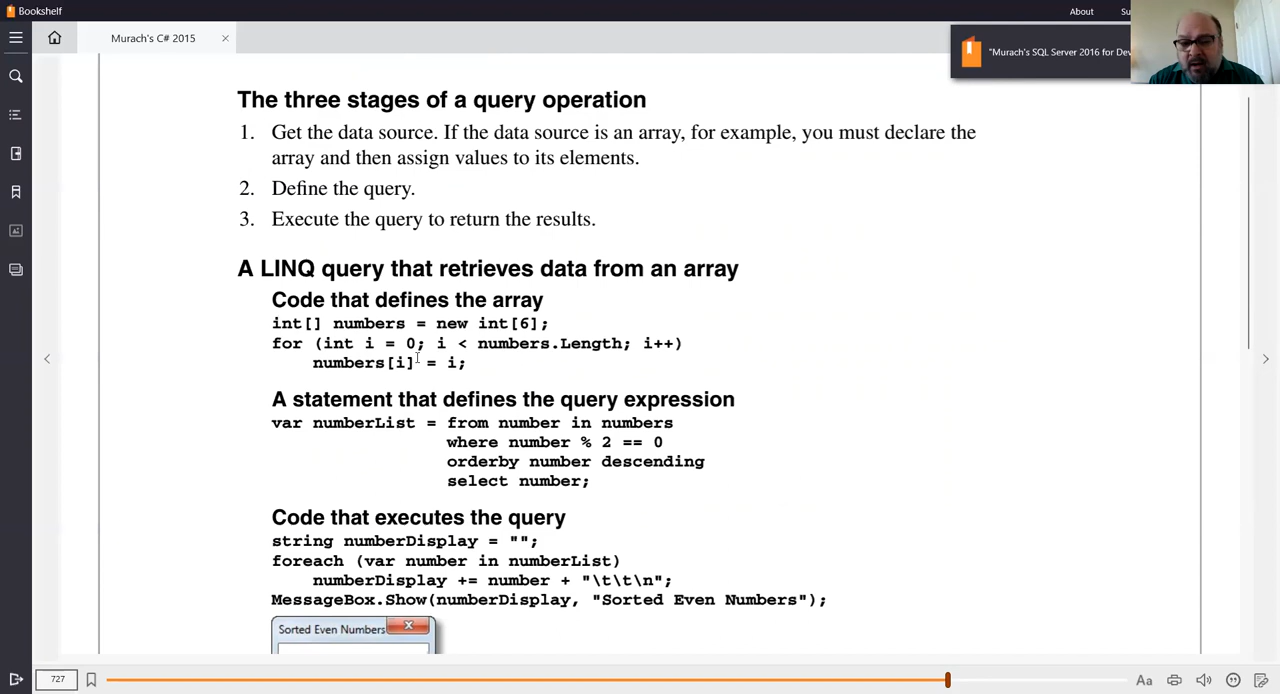 Bookshelf
About
Su
Murach's C# 2015
"Murach's SQL Server 2016 for Dev
The three stages of a query operation
1. Get the data source. If the data source is an array, for example, you must declare the
array and then assign values to its elements.
2. Define the query.
3. Execute the query to return the results.
A LINQ query that retrieves data from an array
Code that defines the array
int[] numbers = new int[6];
for (int i = 0; i < numbers.Length; i++)
numbers[i] = i;
A statement that defines the query expression
var numberList = from number in numbers
where number % 2 == 0
orderby number descending
select number;
Code that executes the query
string numberDisplay = "";
foreach (var number in numberList)
numberDisplay += number + "\t\t\n";
MessageBox.Show(numberDisplay, "Sorted Even Numbers");
Sorted Even Numbers
727
Aa